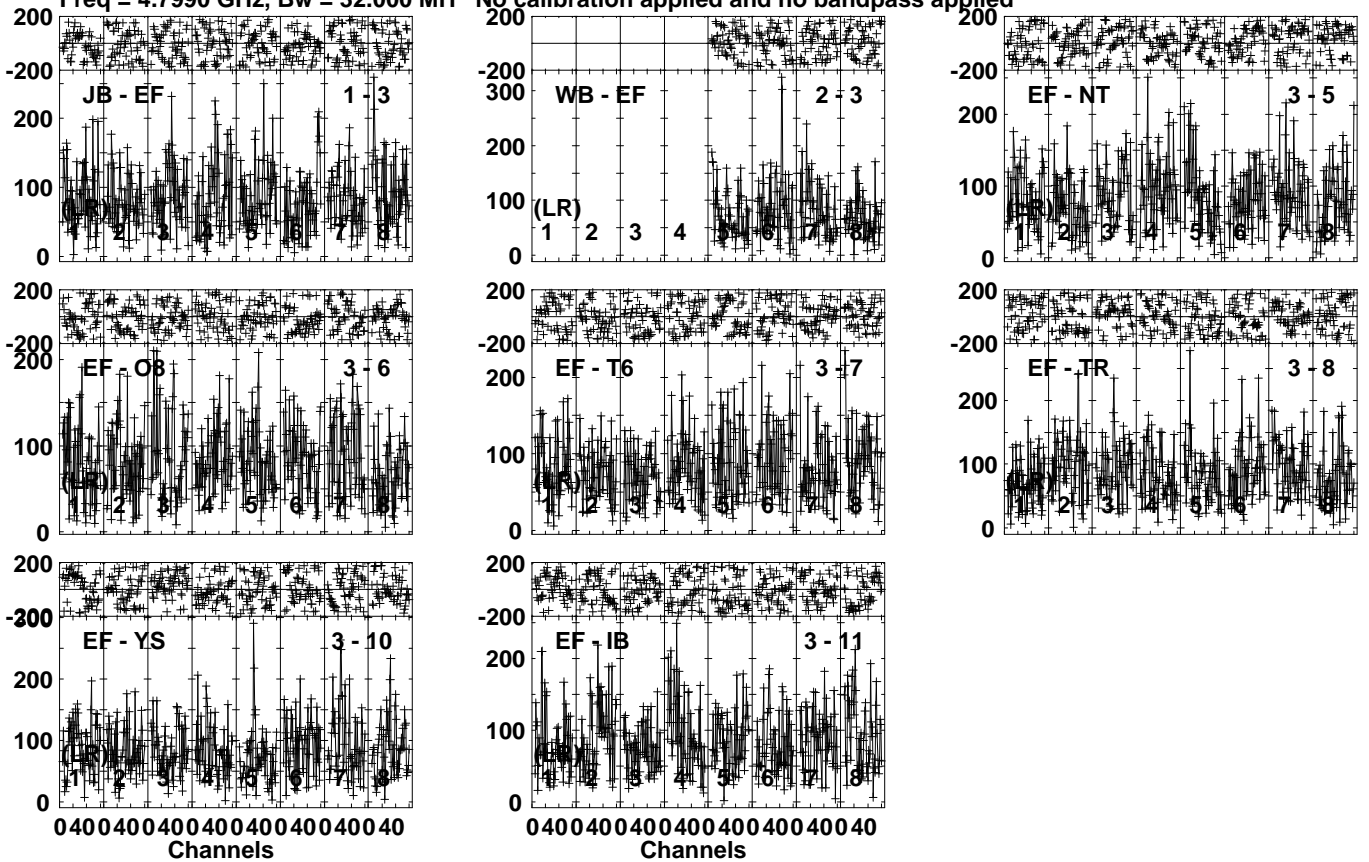 Freq = 4.7990 GHz, Bw = 32.000 MH No calibration applied and no bandpass applied
200 200 200
-200 -200 -200
JB - EF 1 - 3 WB - EF 2 - 3 EF - NT 3 - 5
300
200 200 200
100 100 100
(LR) (LR) (LR)
1 2 3 4 5 6 7 8 1 2 3 4 5 6 7 8 1 2 3 4 5 6 7 8
0 0 0
200 200 200
-200 -200 -200
200
EF - O8 3 - 6 EF - T6 3 - 7 EF - TR 3 - 8
200 200
100 100 100
(LR) (LR) (LR)
1 2 3 4 5 6 7 8 1 2 3 4 5 6 7 8 1 2 3 4 5 6 7 8
0 0 0
200 200
-200 -200
300
EF - YS 3 - 10 EF - IB 3 - 11
200 200
100 100
(LR) (LR)
1 2 3 4 5 6 7 8 1 2 3 4 5 6 7 8
0 0
0 40 0 40 0 40 0 40 0 40 0 40 0 40 0 40 0 40 0 40 0 40 0 40 0 40 0 40 0 40 0 40
Channels Channels